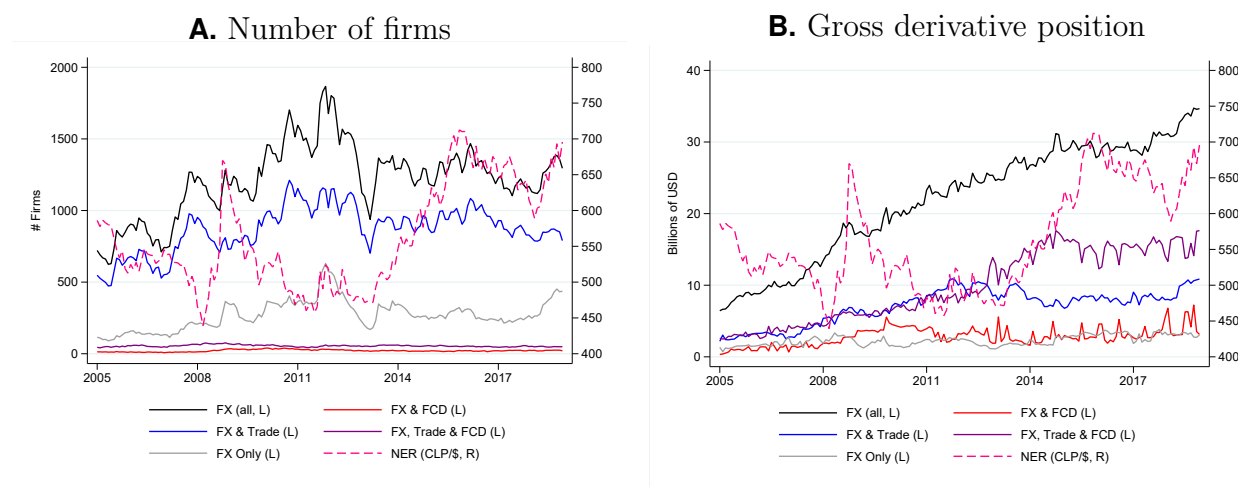 A. Number of firms
2000
1500
1000
500
0
# Firms
800
750
700
650
600
550
500
450
400
2005
2008
2011
2014
2017
FX (all, L)
FX & FCD (L)
FX & Trade (L)
FX, Trade & FCD (L)
FX Only (L)
NER (CLP/$, R)
B. Gross derivative position
40
30
20
10
0
Billions of USD
800
750
700
650
600
550
500
450
400
2005
2008
2011
2014
2017
FX (all, L)
FX & FCD (L)
FX & Trade (L)
FX, Trade & FCD (L)
FX Only (L)
NER (CLP/$, R)